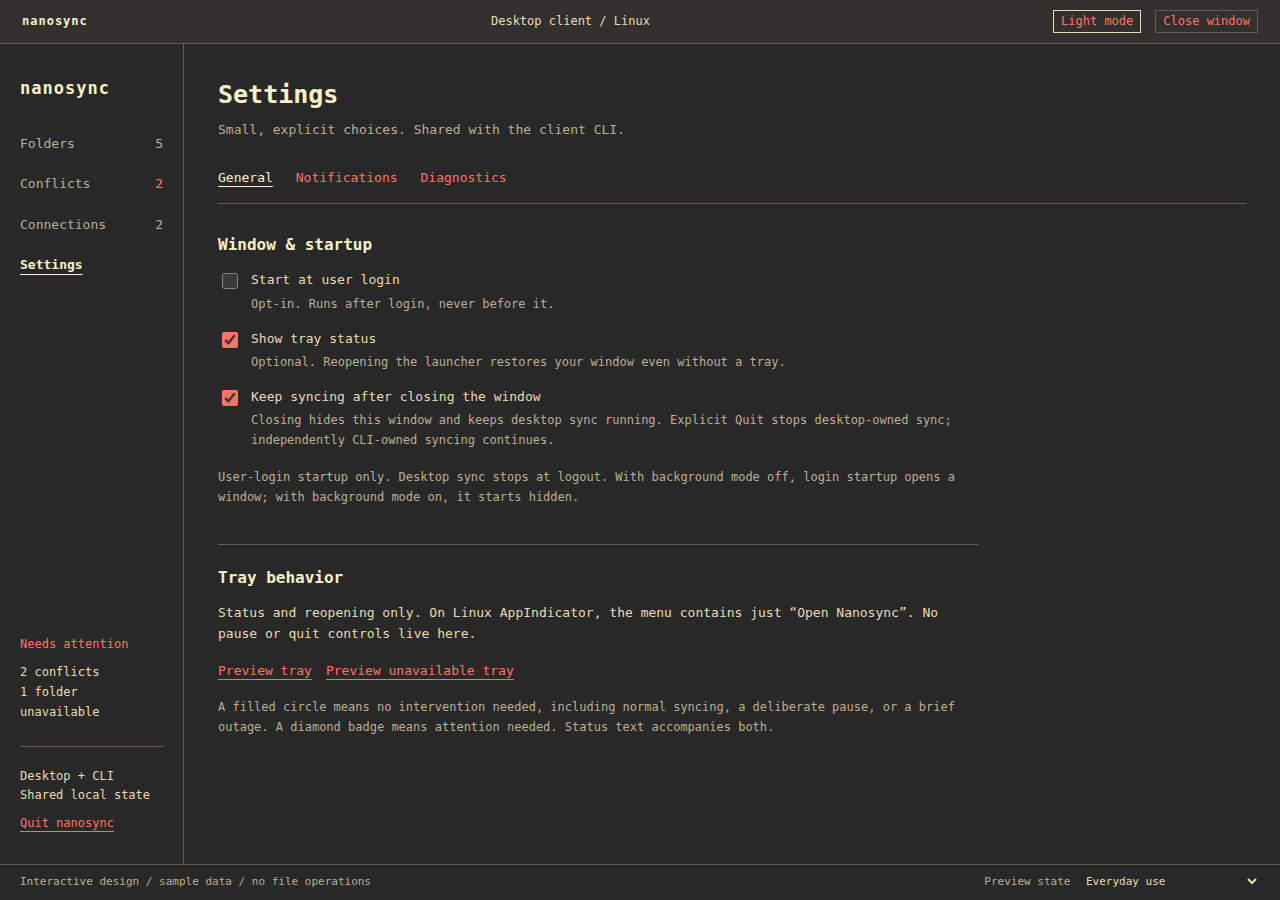 nanosync
Desktop client / Linux
Light mode
Close window
nanosync
Folders 5
Conflicts 2
Connections 2
Settings
Needs attention
2 conflicts
1 folder
unavailable
Desktop + CLI
Shared local state
Quit nanosync
Settings
Small, explicit choices. Shared with the client CLI.
General Notifications Diagnostics
Window & startup
Start at user login
Opt-in. Runs after login, never before it.
Show tray status
Optional. Reopening the launcher restores your window even without a tray.
Keep syncing after closing the window
Closing hides this window and keeps desktop sync running. Explicit Quit stops desktop-owned sync;
independently CLI-owned syncing continues.
User-login startup only. Desktop sync stops at logout. With background mode off, login startup opens a
window; with background mode on, it starts hidden.
Tray behavior
Status and reopening only. On Linux AppIndicator, the menu contains just “Open Nanosync”. No
pause or quit controls live here.
Preview tray Preview unavailable tray
A filled circle means no intervention needed, including normal syncing, a deliberate pause, or a brief
outage. A diamond badge means attention needed. Status text accompanies both.
Interactive design / sample data / no file operations
Preview state Everyday use